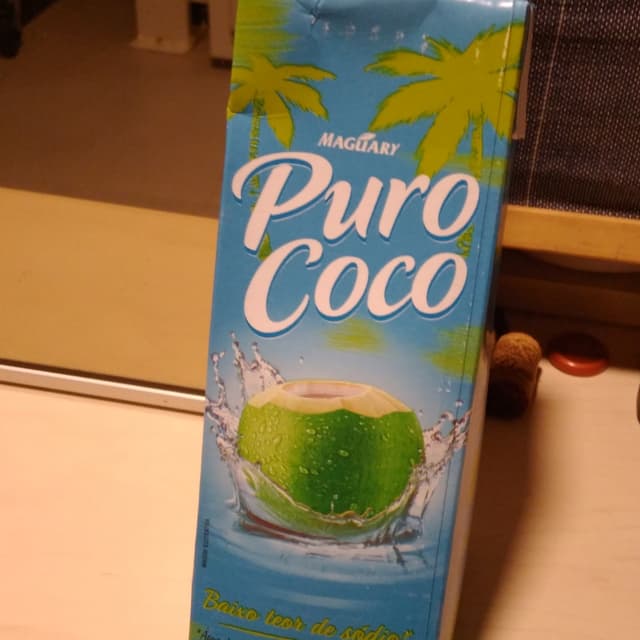 MAGUARY
Puro
Coco
Baixo teor de sódio*